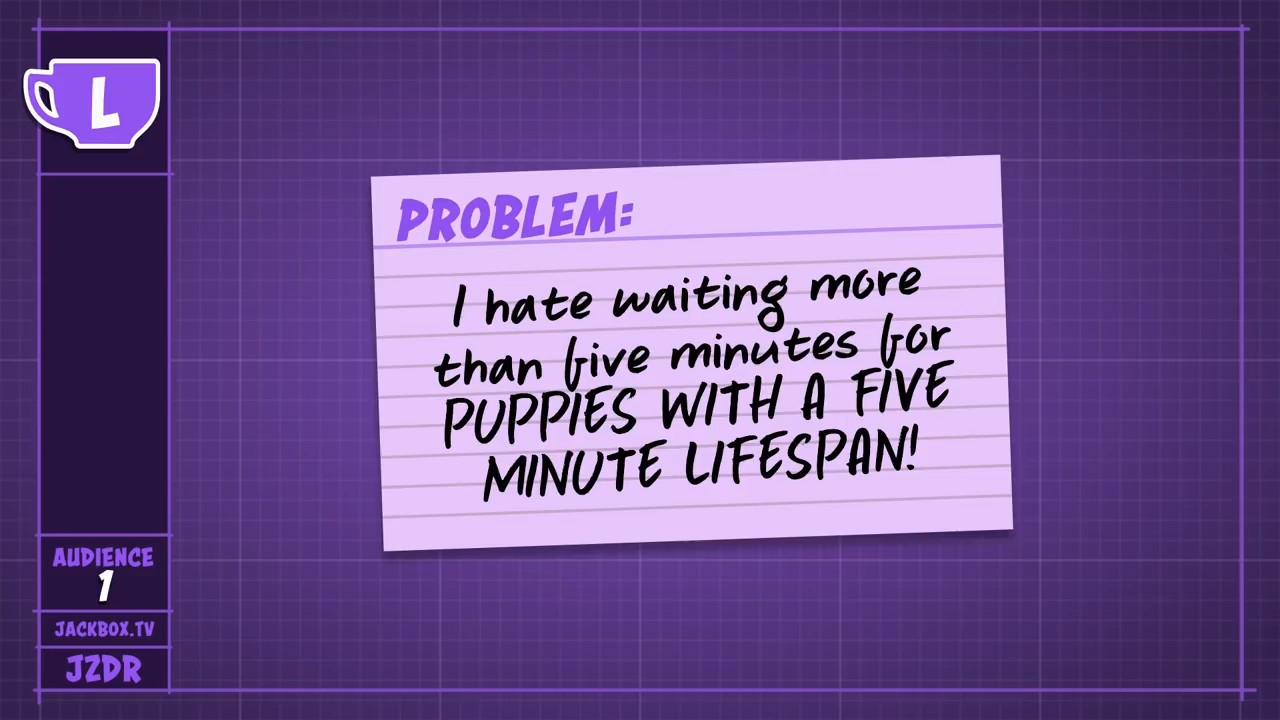 L
PROBLEM:
I hate waiting more
than five minutes for
PUPPIES WITH A FIVE
MINUTE LIFESPAN!
AUDIENCE
1
JACKBOX.TV
JZDR